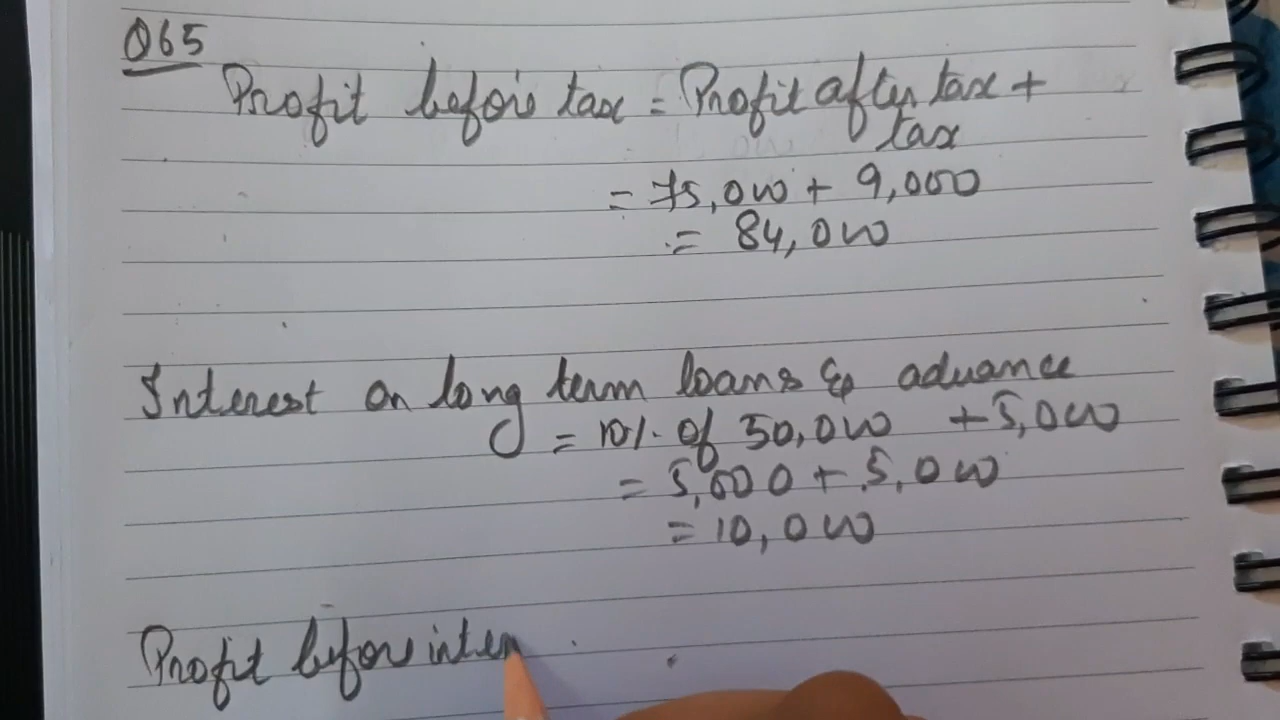 Q65
Profit before tax = Profit after tax +
tax
= 75,000 + 9,000
= 84,000
Interest on long term loans & advance
= 10% of 50,000 + 5,000
= 5,000 + 5,000
= 10,000
Profit before inter